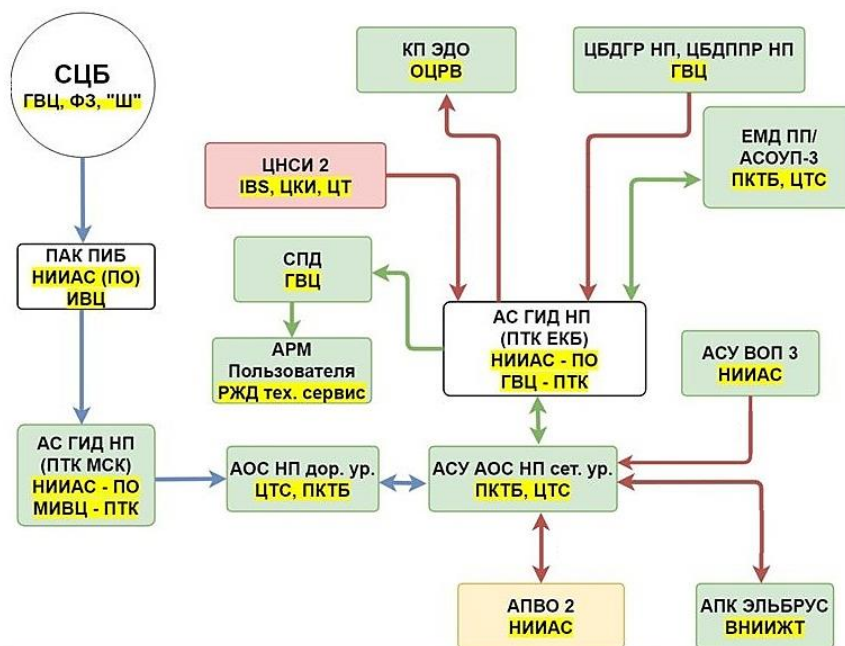 СЦБ
ГВЦ, ФЗ, "Ш"
КП ЭДО
ОЦРВ
ЦБДГР НП, ЦБДППР НП
ГВЦ
ЦНСИ 2
IBS, ЦКИ, ЦТ
ЕМД ПП/
АСОУП-3
ПКТБ, ЦТС
ПАК ПИБ
НИИАС (ПО)
ИВЦ
СПД
ГВЦ
АС ГИД НП
(ПТК ЕКБ)
НИИАС - ПО
ГВЦ - ПТК
АРМ
Пользователя
РЖД тех. сервис
АСУ ВОП 3
НИИАС
АС ГИД НП
(ПТК МСК)
НИИАС - ПО
МИВЦ - ПТК
АОС НП дор. ур.
ЦТС, ПКТБ
АСУ АОС НП сет. ур.
ПКТБ, ЦТС
АПВО 2
НИИАС
АПК ЭЛЬБРУС
ВНИИЖТ